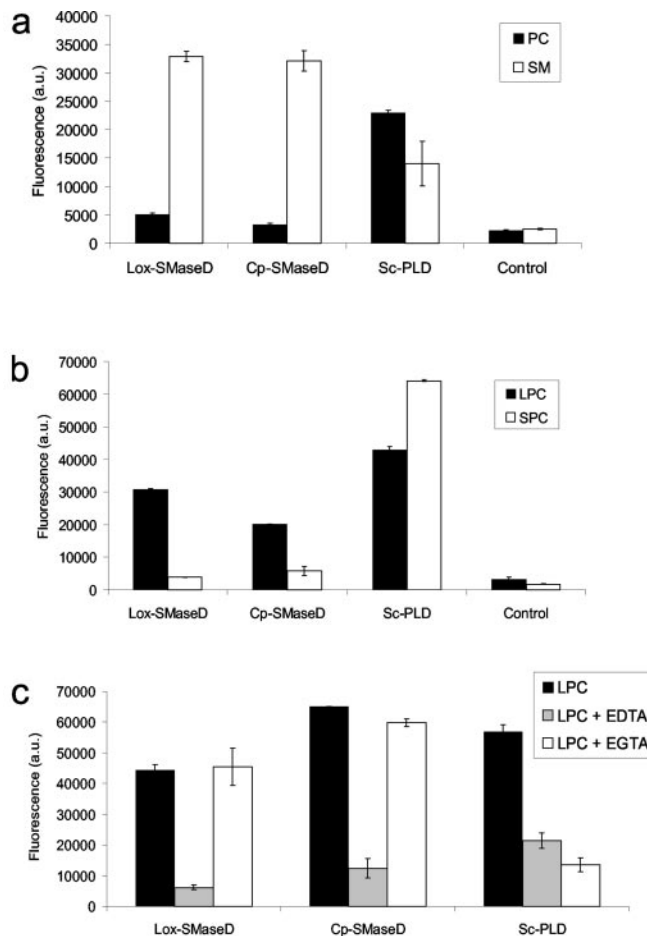 a
40000
35000
30000
25000
20000
15000
10000
5000
0
Fluorescence (a.u.)
PC
SM
Lox-SMaseD Cp-SMaseD Sc-PLD Control
b
70000
60000
50000
40000
30000
20000
10000
0
Fluorescence (a.u.)
LPC
SPC
Lox-SMaseD Cp-SMaseD Sc-PLD Control
c
70000
60000
50000
40000
30000
20000
10000
0
Fluorescence (a.u.)
LPC
LPC + EDTA
LPC + EGTA
Lox-SMaseD Cp-SMaseD Sc-PLD